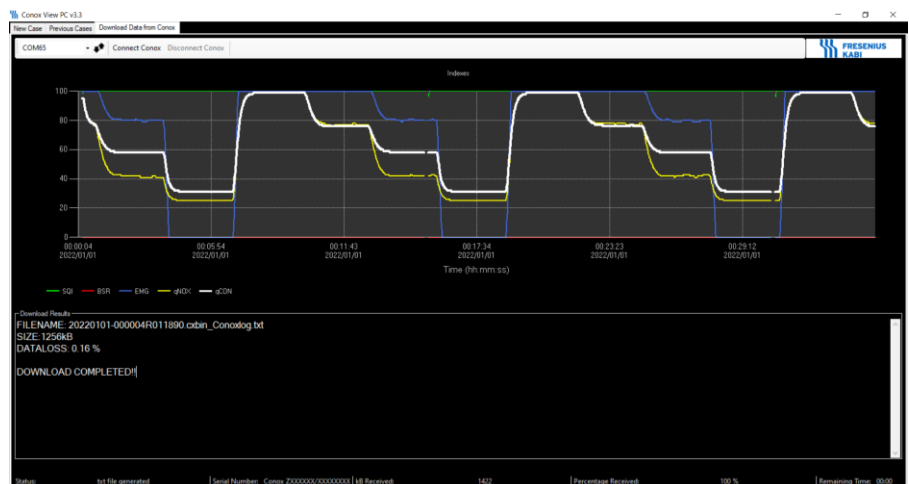 Conox View PC v3.3
New Case Previous Cases Download Data from Conox
COM65 Connect Conox Disconnect Conox
FRESENIUS
KABI
Indexes
100
80
60
40
20
0
00:00:04 00:05:54 00:11:43 00:17:34 00:23:23 00:29:12
2022/01/01 2022/01/01 2022/01/01 2022/01/01 2022/01/01 2022/01/01
Time (hh:mm:ss)
SQI BSR EMG qNOX qCON
Download Results
FILENAME: 20220101-000004R011890.cxbin_Conoxlog.txt
SIZE:1256kB
DATALOSS: 0.16 %
DOWNLOAD COMPLETED!!
Status: txt file generated Serial Number: Conox ZXXXXXX/XXXXXXXX kB Received: 1422 Percentage Received: 100 % Remaining Time: 00:00